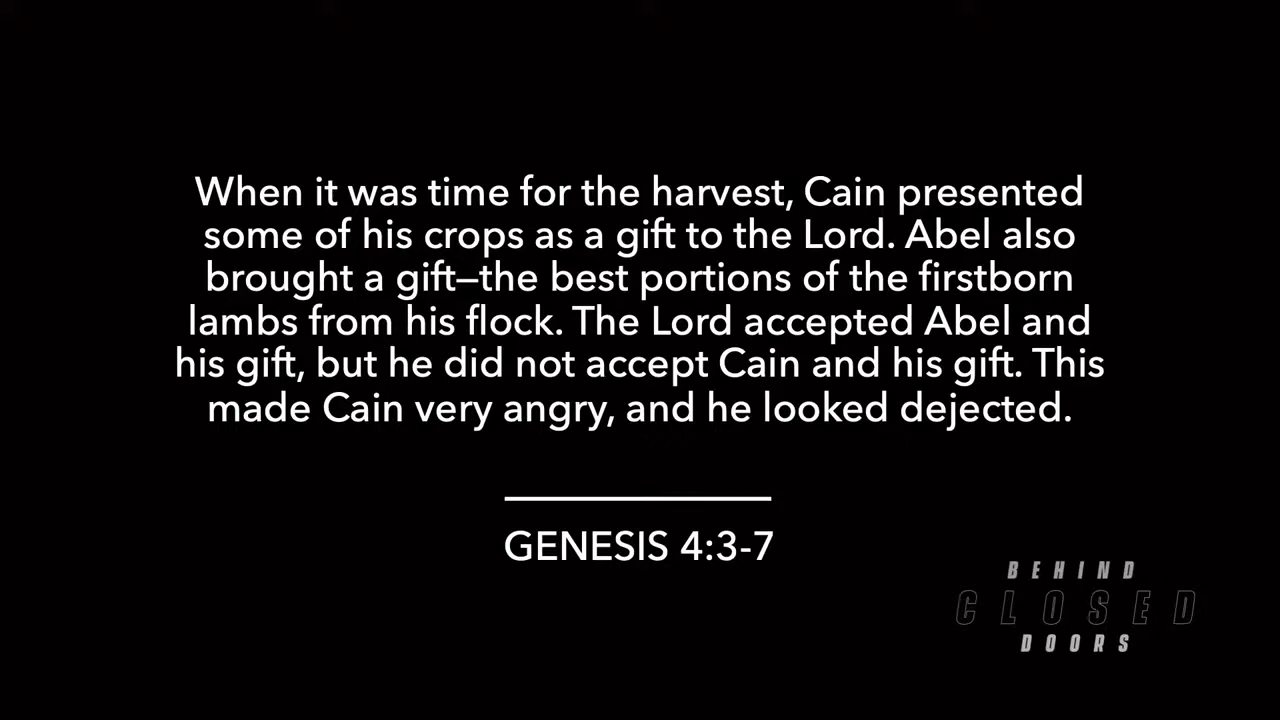 When it was time for the harvest, Cain presented
some of his crops as a gift to the Lord. Abel also
brought a gift—the best portions of the firstborn
lambs from his flock. The Lord accepted Abel and
his gift, but he did not accept Cain and his gift. This
made Cain very angry, and he looked dejected.
GENESIS 4:3-7
BEHIND
CLOSED
DOORS